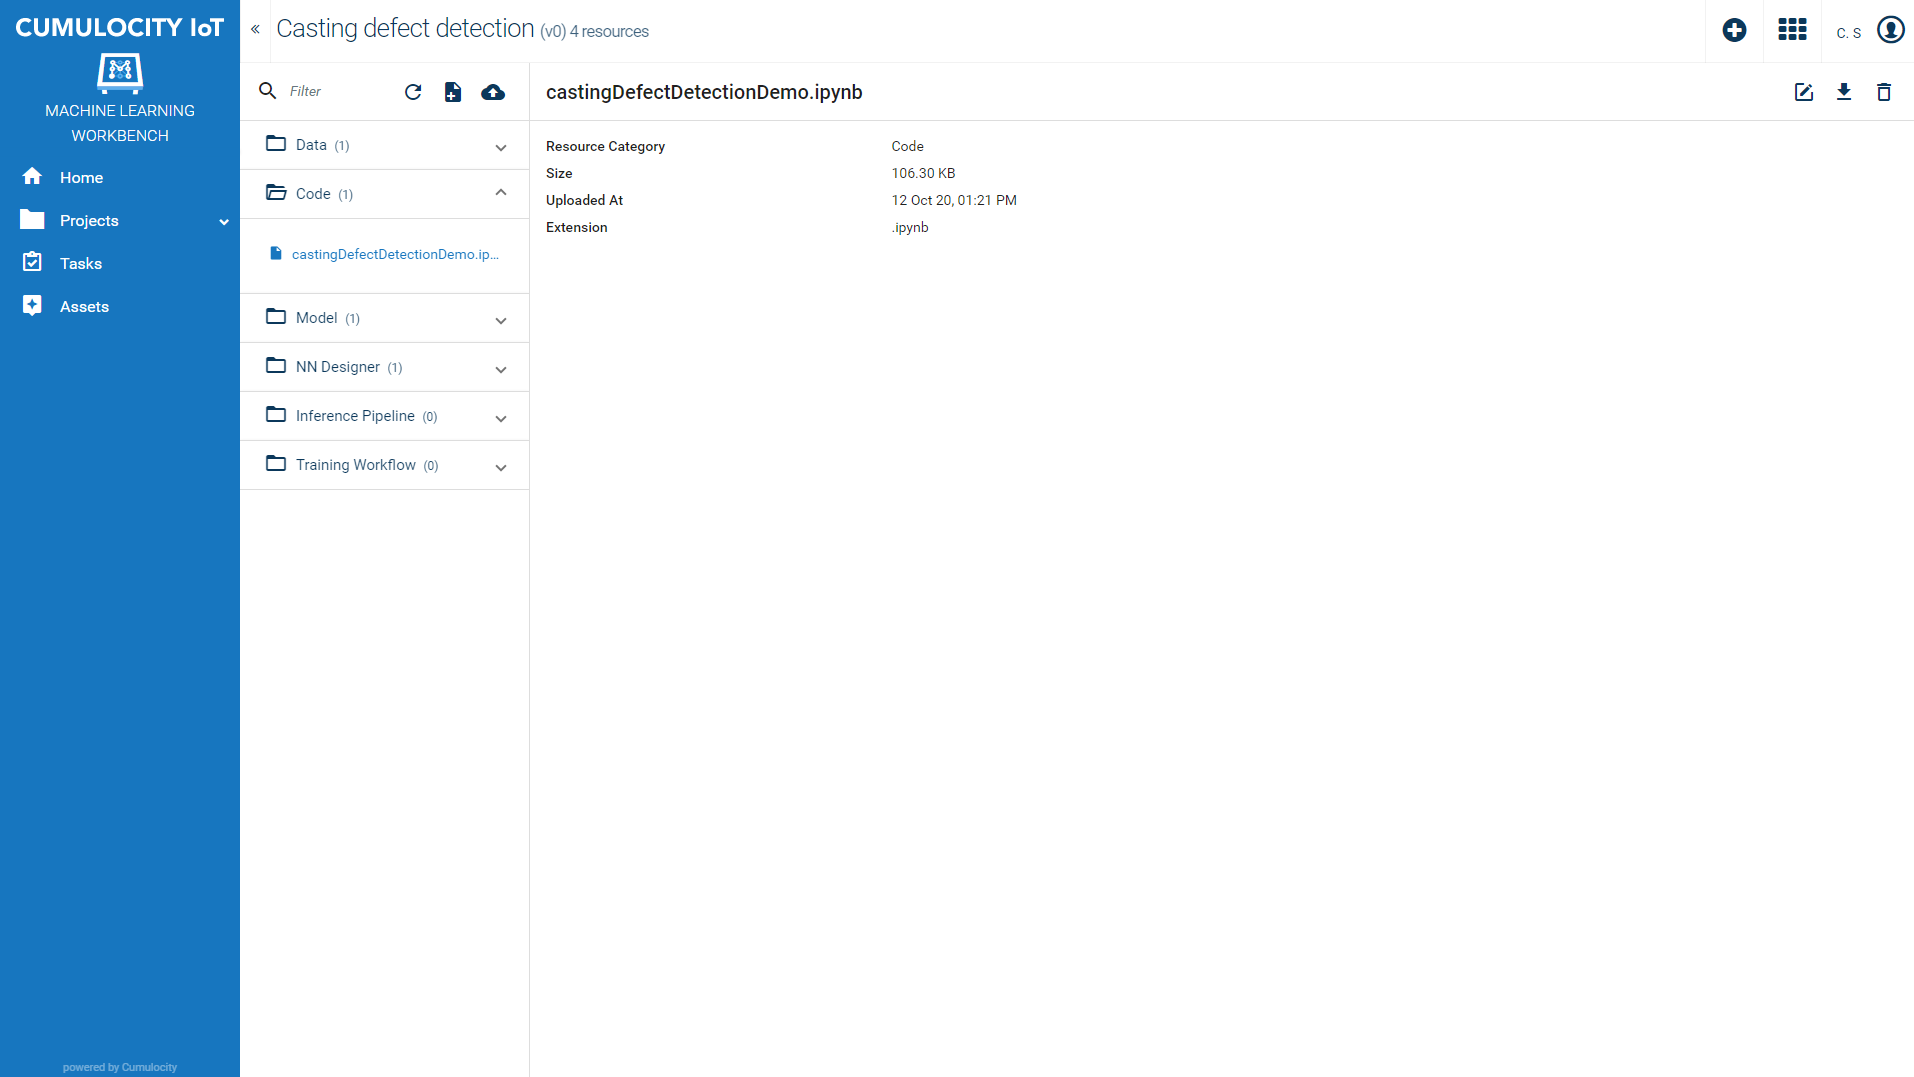 CUMULOCITY IoT
MACHINE LEARNING
WORKBENCH
Home
Projects
Tasks
Assets
powered by Cumulocity
«
Casting defect detection (v0) 4 resources
C. S
Filter
Data (1)
Code (1)
castingDefectDetectionDemo.ip...
Model (1)
NN Designer (1)
Inference Pipeline (0)
Training Workflow (0)
castingDefectDetectionDemo.ipynb
Resource Category Code
Size 106.30 KB
Uploaded At 12 Oct 20, 01:21 PM
Extension .ipynb